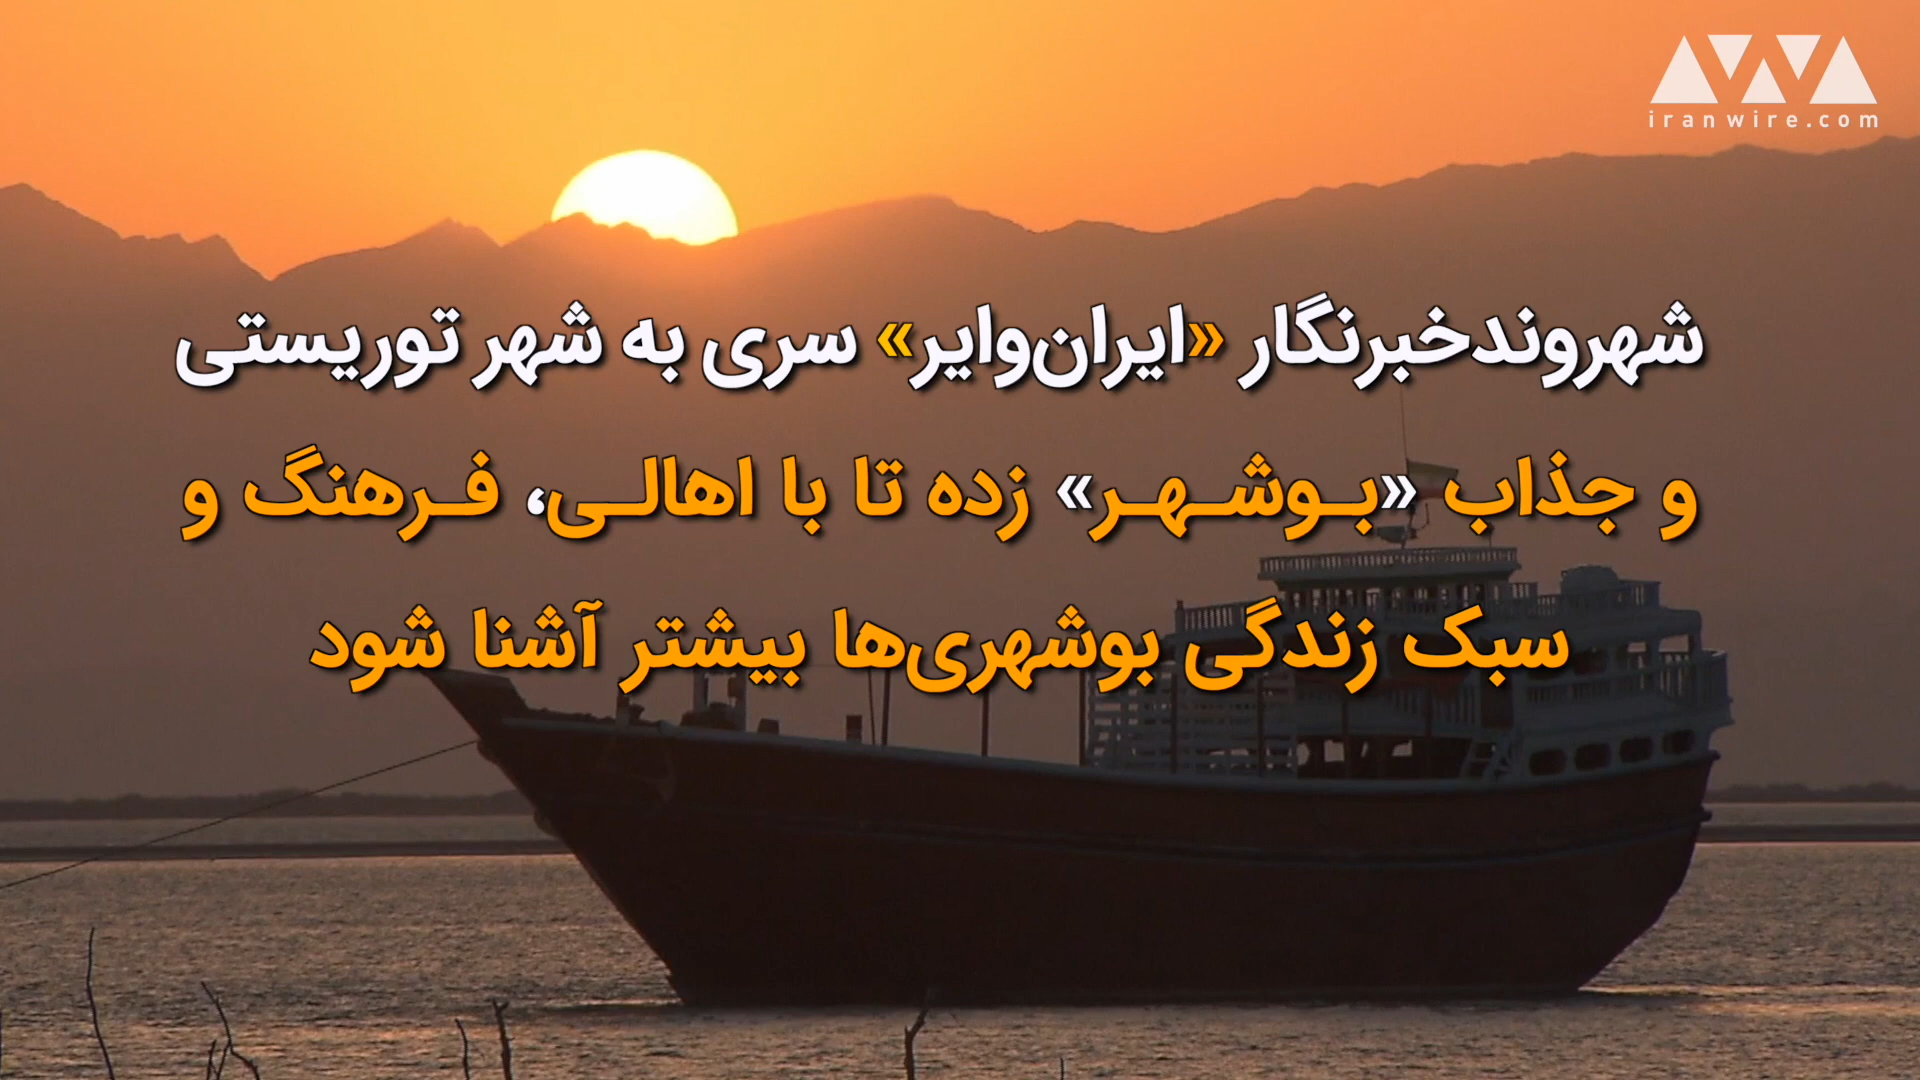 iranwire.com
شهروندخبرنگار «ایران‌وایر» سری به شهر توریستی
و جذاب «بـوشـهـر» زده تا با اهالـی، فـرهنگ و
سبک زندگی بوشهری‌ها بیشتر آشنا شود